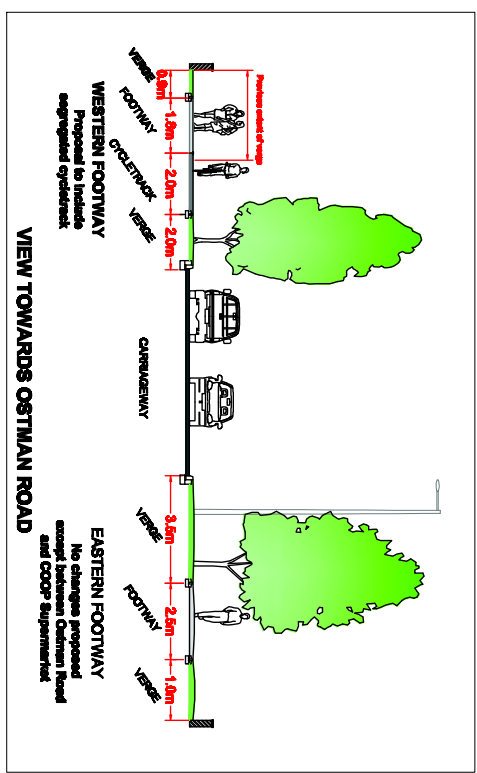 Previous extent of verge
0.9m
1.8m
2.0m
2.0m
3.5m
2.5m
1.0m
VERGE
FOOTWAY
CYCLETRACK
VERGE
CARRIAGEWAY
VERGE
FOOTWAY
VERGE
WESTERN FOOTWAY
Proposal to include
segregated cycletrack
EASTERN FOOTWAY
No changes proposed
except between Ostman Road
and COOP Supermarket
VIEW TOWARDS OSTMAN ROAD